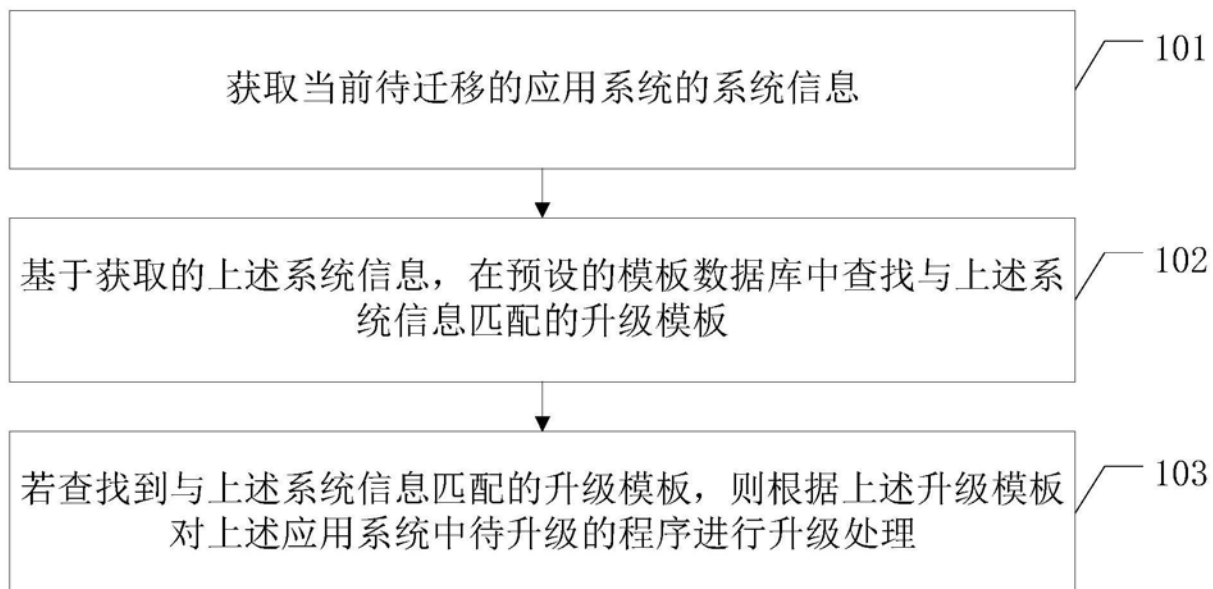 获取当前待迁移的应用系统的系统信息
101
基于获取的上述系统信息，在预设的模板数据库中查找与上述系
统信息匹配的升级模板
102
若查找到与上述系统信息匹配的升级模板，则根据上述升级模板
对上述应用系统中待升级的程序进行升级处理
103